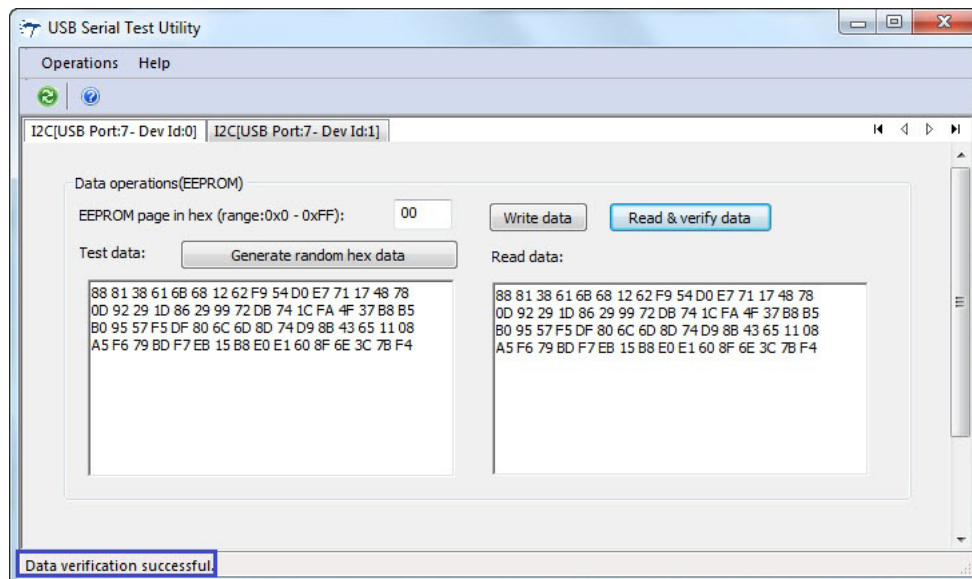 USB Serial Test Utility
Operations Help
I2C[USB Port:7- Dev Id:0] I2C[USB Port:7- Dev Id:1]
Data operations(EEPROM)
EEPROM page in hex (range:0x0 - 0xFF): 00 Write data Read & verify data
Test data: Generate random hex data Read data:
88 81 38 61 6B 68 12 62 F9 54 D0 E7 71 17 48 78
0D 92 29 1D 86 29 99 72 DB 74 1C FA 4F 37 B8 B5
B0 95 57 F5 DF 80 6C 6D 8D 74 D9 8B 43 65 11 08
A5 F6 79 BD F7 EB 15 B8 E0 E1 60 8F 6E 3C 7B F4
88 81 38 61 6B 68 12 62 F9 54 D0 E7 71 17 48 78
0D 92 29 1D 86 29 99 72 DB 74 1C FA 4F 37 B8 B5
B0 95 57 F5 DF 80 6C 6D 8D 74 D9 8B 43 65 11 08
A5 F6 79 BD F7 EB 15 B8 E0 E1 60 8F 6E 3C 7B F4
Data verification successful.